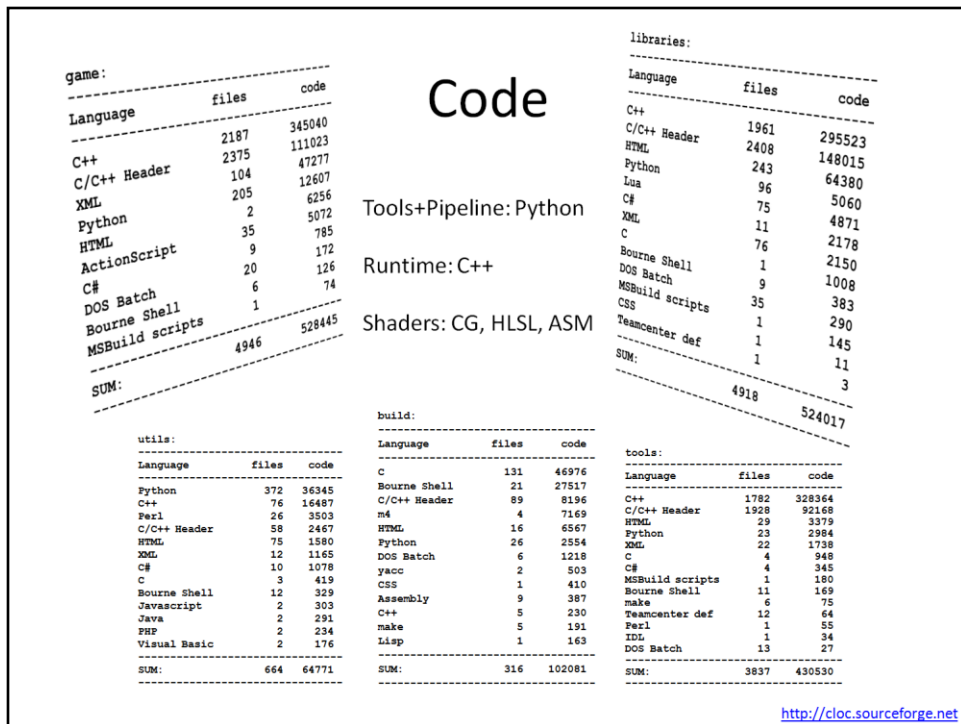 game:
Language files code
C++ 2187 345040
C/C++ Header 2375 111023
XML 104 47277
Python 205 12607
HTML 2 6256
ActionScript 35 5072
C# 9 785
DOS Batch 20 172
Bourne Shell 6 126
MSBuild scripts 1 74
SUM: 4946 528445
Code
Tools+Pipeline: Python
Runtime: C++
Shaders: CG, HLSL, ASM
libraries:
Language files code
C++ 1961 295523
C/C++ Header 2408 148015
HTML 243 64380
Python 96 5060
Lua 75 4871
C# 11 2178
XML 76 2150
C 1 1008
Bourne Shell 9 383
DOS Batch 35 290
MSBuild scripts 1 145
CSS 1 11
Teamcenter def 1 3
SUM: 4918 524017
utils:
Language files code
Python 372 36345
C++ 76 16487
Perl 26 3503
C/C++ Header 58 2467
HTML 75 1580
XML 12 1165
C# 10 1078
C 3 419
Bourne Shell 12 329
Javascript 2 303
Java 2 291
PHP 2 234
Visual Basic 2 176
SUM: 664 64771
build:
Language files code
C 131 46976
Bourne Shell 21 27517
C/C++ Header 89 8196
m4 4 7169
HTML 16 6567
Python 26 2554
DOS Batch 6 1218
yacc 2 503
CSS 1 410
Assembly 9 387
C++ 5 230
make 5 191
Lisp 1 163
SUM: 316 102081
tools:
Language files code
C++ 1782 328364
C/C++ Header 1928 92168
HTML 29 3379
Python 23 2984
XML 22 1738
C 4 948
C# 4 345
MSBuild scripts 1 180
Bourne Shell 11 169
make 6 75
Teamcenter def 12 64
Perl 1 55
IDL 1 34
DOS Batch 13 27
SUM: 3837 430530
http://cloc.sourceforge.net